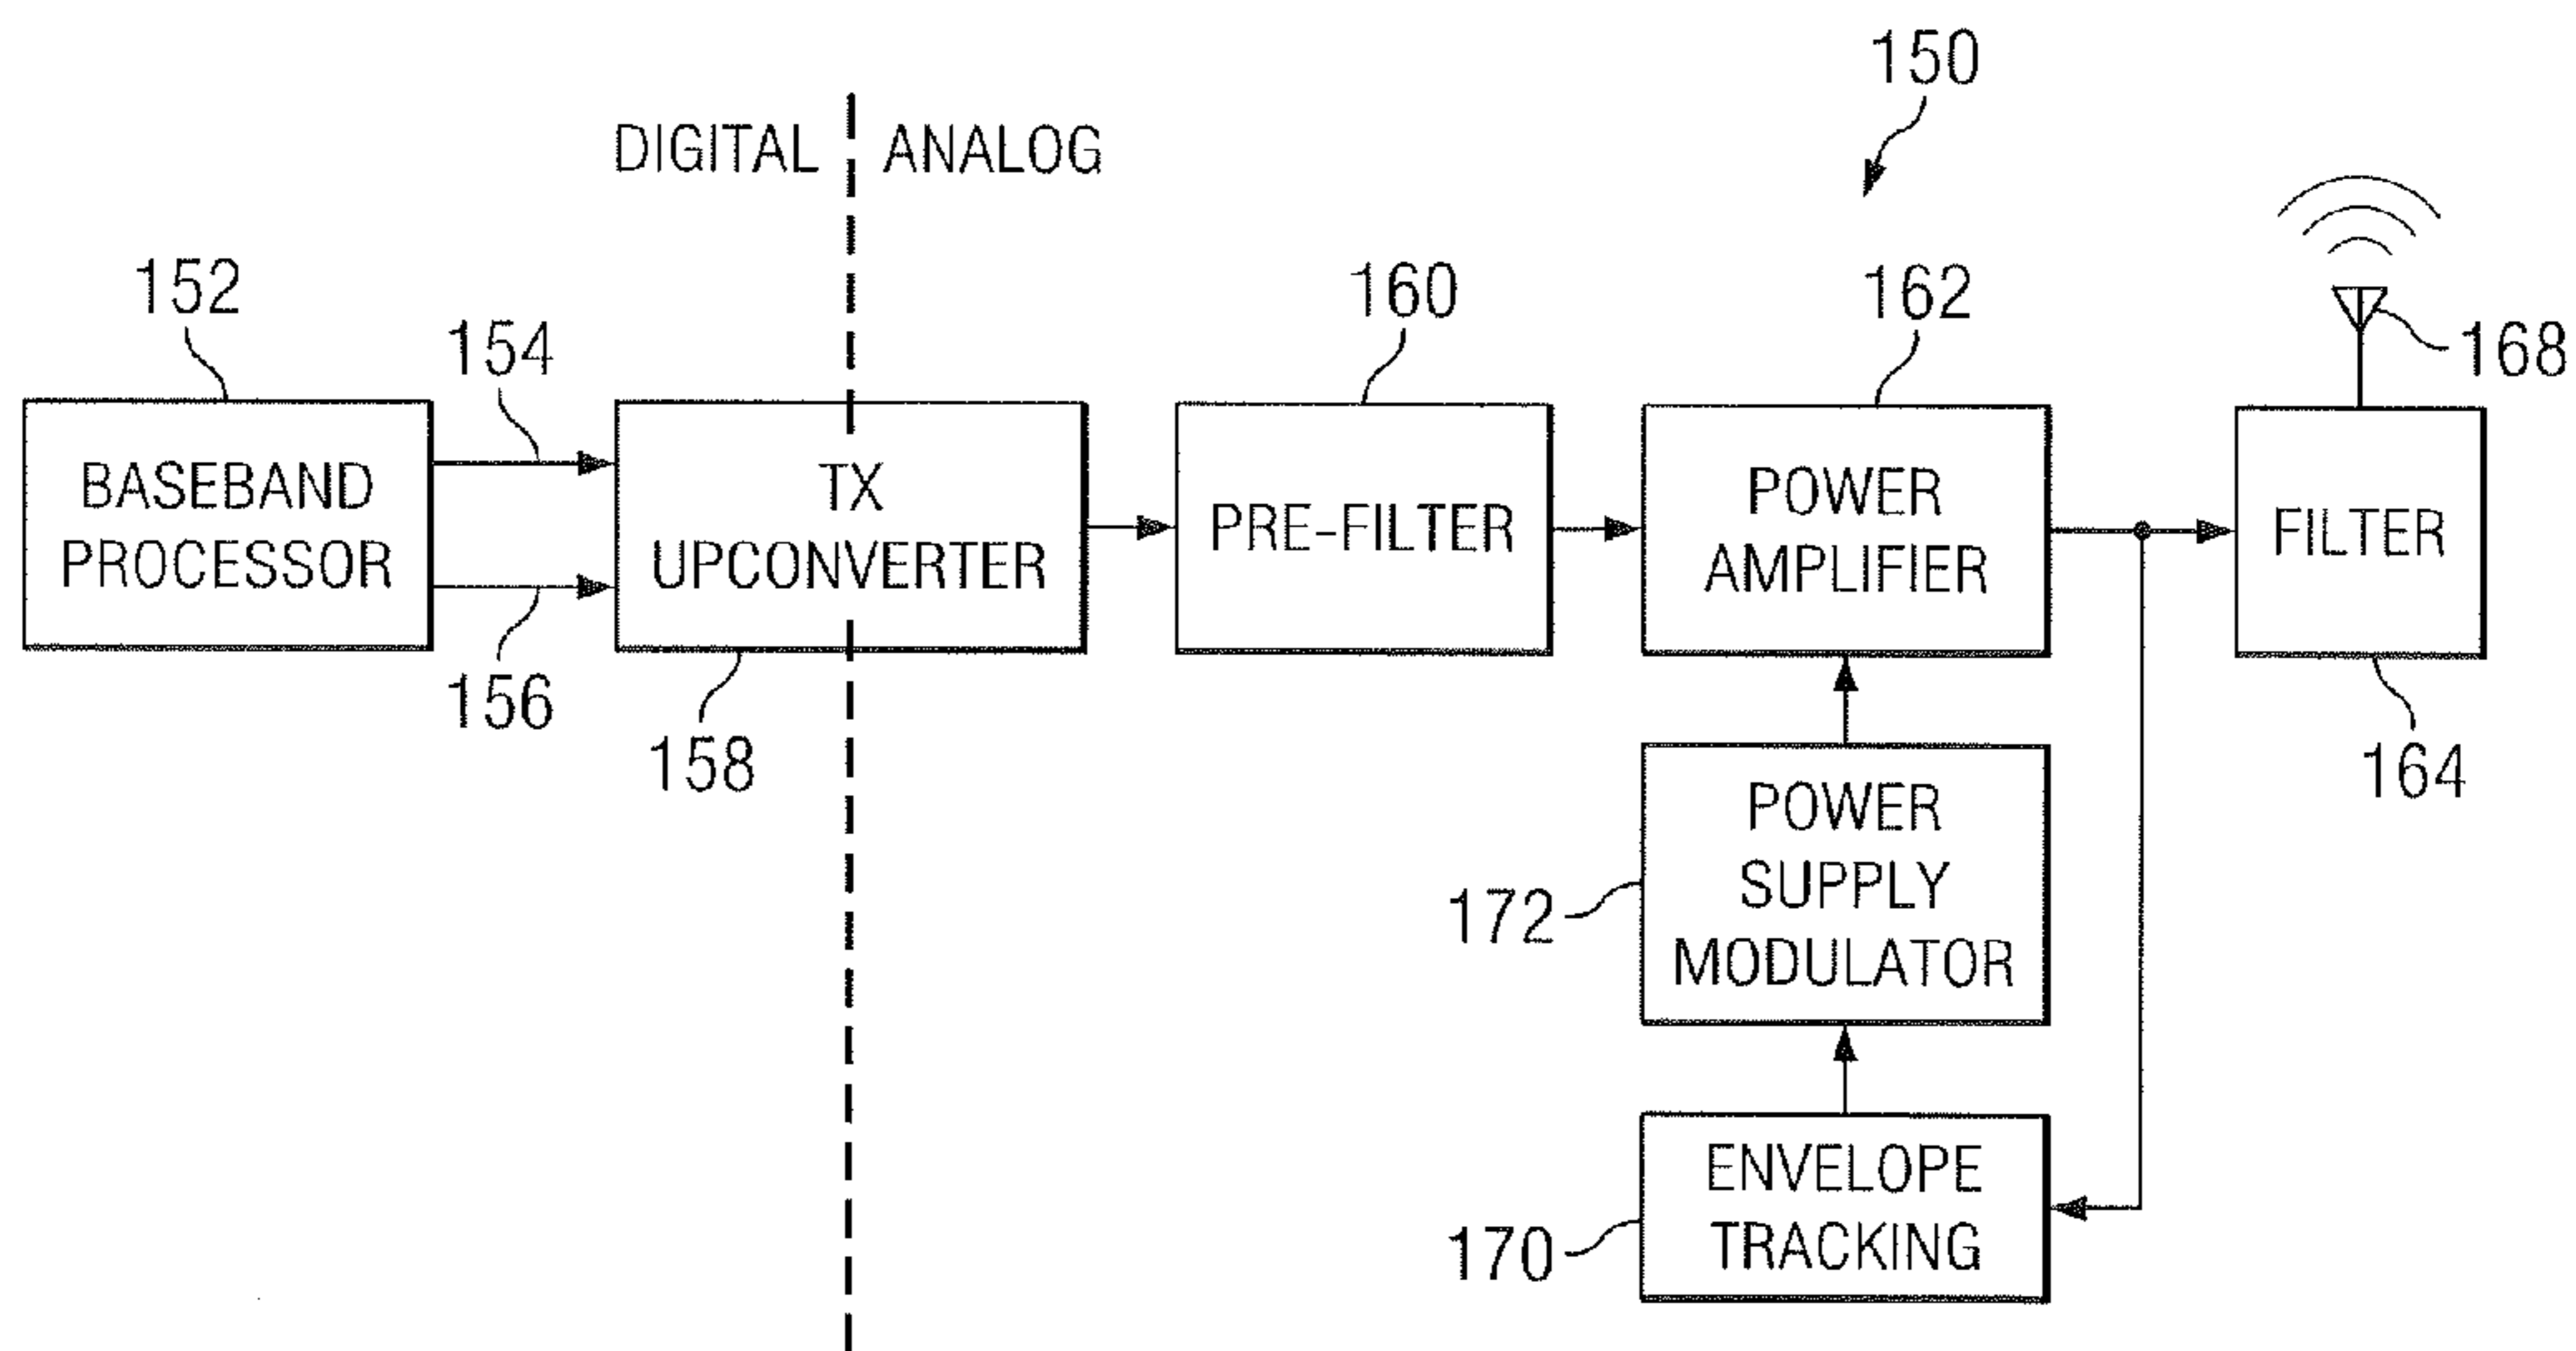 150
DIGITAL ANALOG
152
154
160
162
168
BASEBAND
PROCESSOR
TX
UPCONVERTER
PRE-FILTER
POWER
AMPLIFIER
FILTER
156
158
164
POWER
SUPPLY
MODULATOR
172
ENVELOPE
TRACKING
170